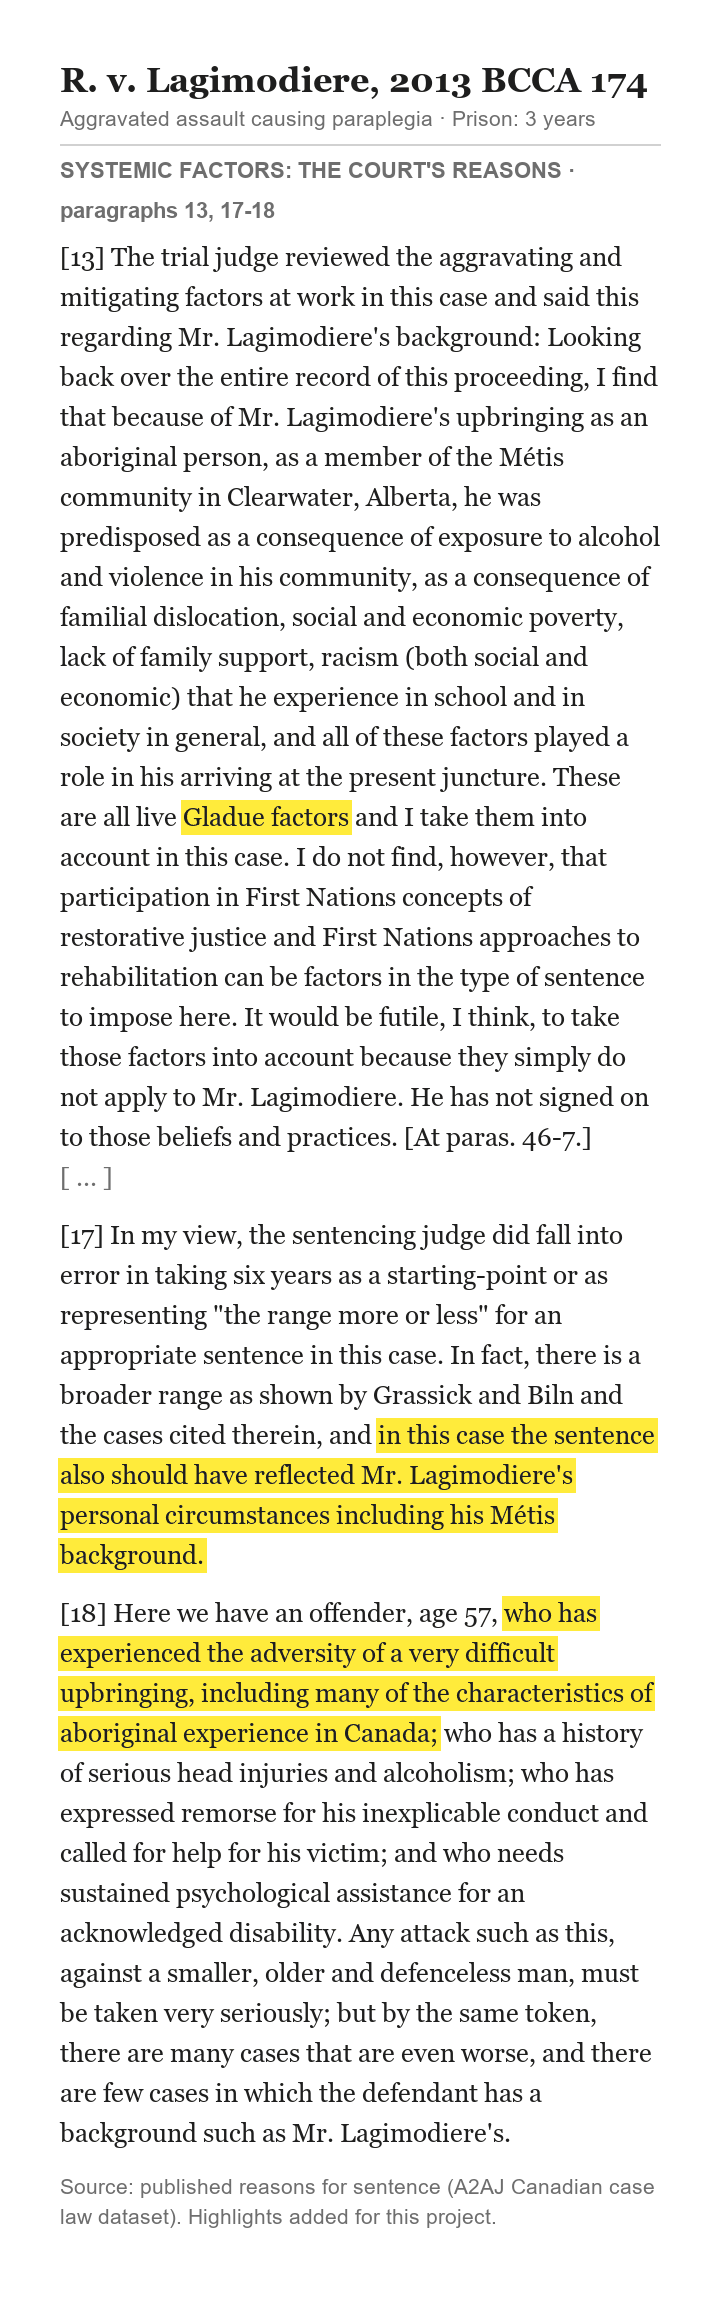 R. v. Lagimodiere, 2013 BCCA 174
Aggravated assault causing paraplegia · Prison: 3 years
SYSTEMIC FACTORS: THE COURT'S REASONS ·
paragraphs 13, 17-18
[13] The trial judge reviewed the aggravating and
mitigating factors at work in this case and said this
regarding Mr. Lagimodiere's background: Looking
back over the entire record of this proceeding, I find
that because of Mr. Lagimodiere's upbringing as an
aboriginal person, as a member of the Métis
community in Clearwater, Alberta, he was
predisposed as a consequence of exposure to alcohol
and violence in his community, as a consequence of
familial dislocation, social and economic poverty,
lack of family support, racism (both social and
economic) that he experience in school and in
society in general, and all of these factors played a
role in his arriving at the present juncture. These
are all live Gladue factors and I take them into
account in this case. I do not find, however, that
participation in First Nations concepts of
restorative justice and First Nations approaches to
rehabilitation can be factors in the type of sentence
to impose here. It would be futile, I think, to take
those factors into account because they simply do
not apply to Mr. Lagimodiere. He has not signed on
to those beliefs and practices. [At paras. 46-7.]
[ ... ]
[17] In my view, the sentencing judge did fall into
error in taking six years as a starting-point or as
representing "the range more or less" for an
appropriate sentence in this case. In fact, there is a
broader range as shown by Grassick and Biln and
the cases cited therein, and in this case the sentence
also should have reflected Mr. Lagimodiere's
personal circumstances including his Métis
background.
[18] Here we have an offender, age 57, who has
experienced the adversity of a very difficult
upbringing, including many of the characteristics of
aboriginal experience in Canada; who has a history
of serious head injuries and alcoholism; who has
expressed remorse for his inexplicable conduct and
called for help for his victim; and who needs
sustained psychological assistance for an
acknowledged disability. Any attack such as this,
against a smaller, older and defenceless man, must
be taken very seriously; but by the same token,
there are many cases that are even worse, and there
are few cases in which the defendant has a
background such as Mr. Lagimodiere's.
Source: published reasons for sentence (A2AJ Canadian case
law dataset). Highlights added for this project.